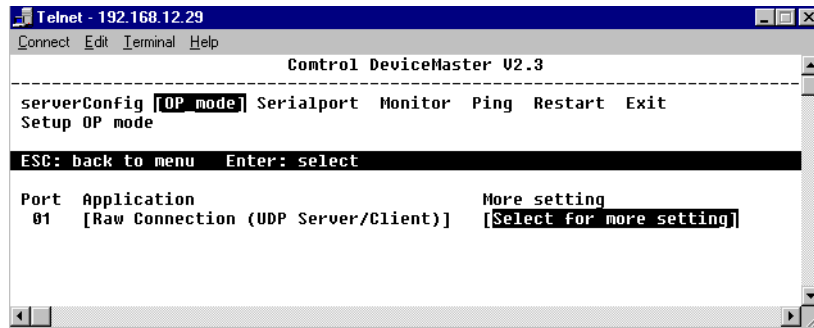 Telnet - 192.168.12.29
Connect Edit Terminal Help
Comtrol DeviceMaster V2.3
serverConfig [OP_mode] Serialport Monitor Ping Restart Exit
Setup OP mode
ESC: back to menu Enter: select
Port Application More setting
01 [Raw Connection (UDP Server/Client)] [Select for more setting]